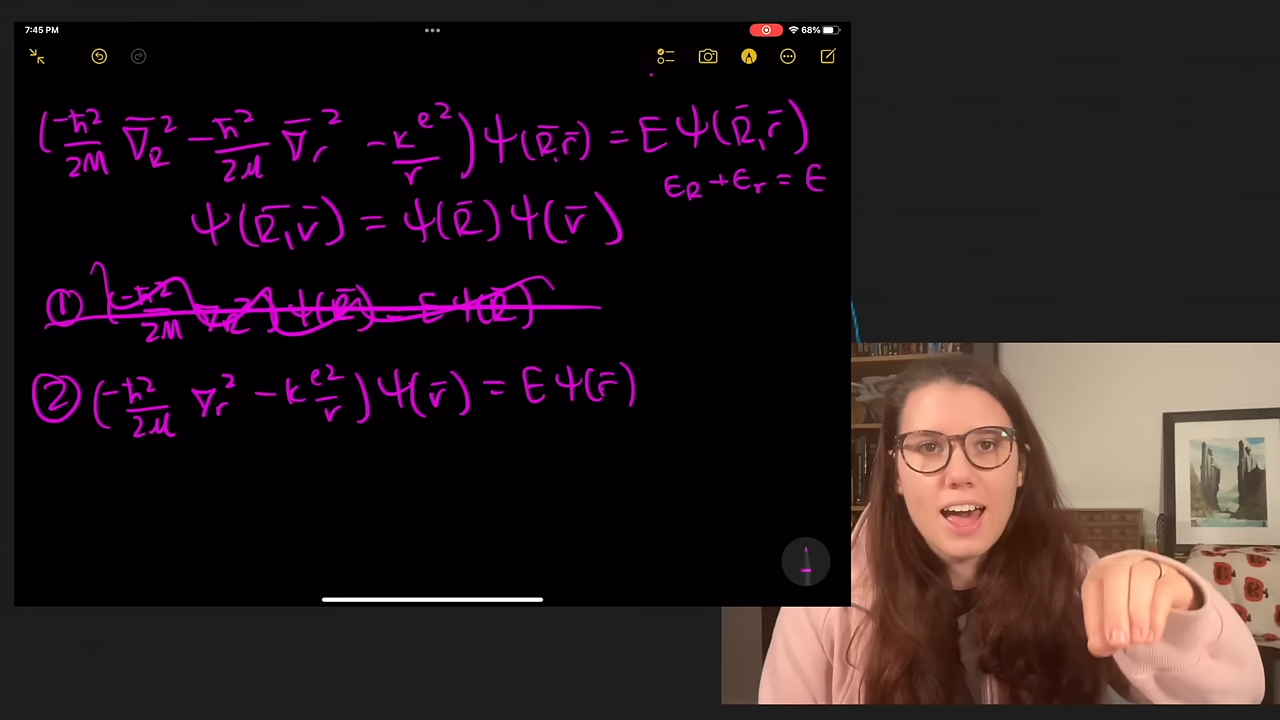 7:45 PM 68%
(-ħ²/2M ∇̄_R² - ħ²/2μ ∇̄_r² - k e²/r) Ψ(R̄,r̄) = E Ψ(R̄,r̄)
E_R + E_r = E
Ψ(R̄,r̄) = Ψ(R̄) Ψ(r̄)
① (-ħ²/2M ∇_R²) Ψ(R̄) = E Ψ(R̄)
② (-ħ²/2μ ∇_r² - k e²/r) Ψ(r̄) = E Ψ(r̄)